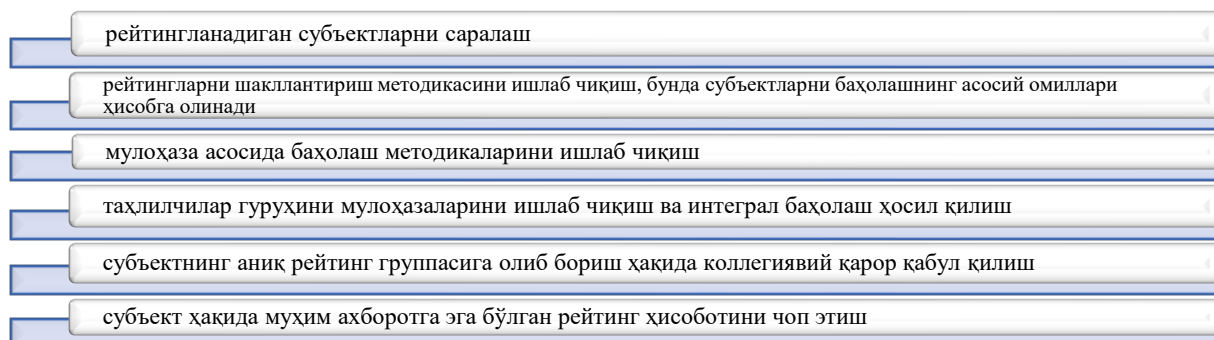 рейтингланадиган субъектларни саралаш
рейтингларни шакллантириш методикасини ишлаб чиқиш, бунда субъектларни баҳолашнинг асосий омиллари
ҳисобга олинади
мулоҳаза асосида баҳолаш методикаларини ишлаб чиқиш
таҳлилчилар гуруҳини мулоҳазаларини ишлаб чиқиш ва интеграл баҳолаш ҳосил қилиш
субъектнинг аниқ рейтинг группасига олиб бориш ҳақида коллегиявий қарор қабул қилиш
субъект ҳақида муҳим ахборотга эга бўлган рейтинг ҳисоботини чоп этиш